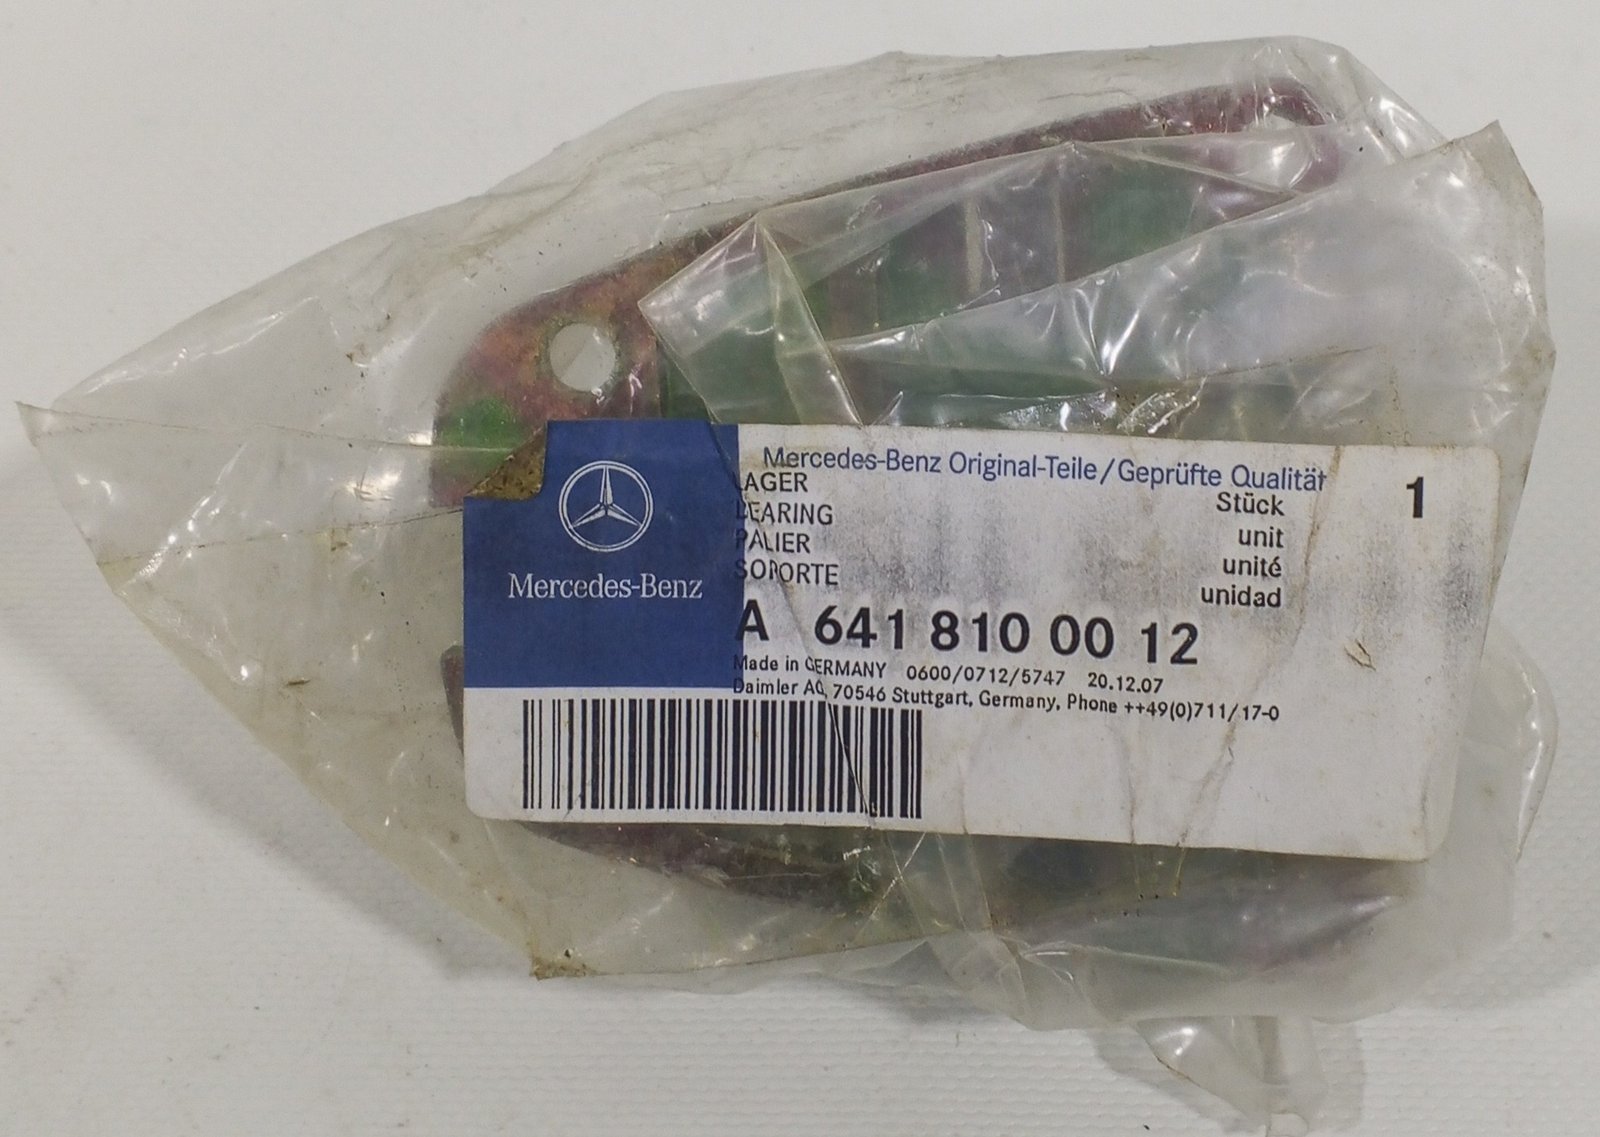 Mercedes-Benz
Mercedes-Benz Original-Teile/Geprüfte Qualität
LAGER
BEARING
PALIER
SOPORTE
Stück 1
unit
unité
unidad
A 641 810 00 12
Made in GERMANY 0600/0712/5747 20.12.07
Daimler AG, 70546 Stuttgart, Germany, Phone ++49(0)711/17-0